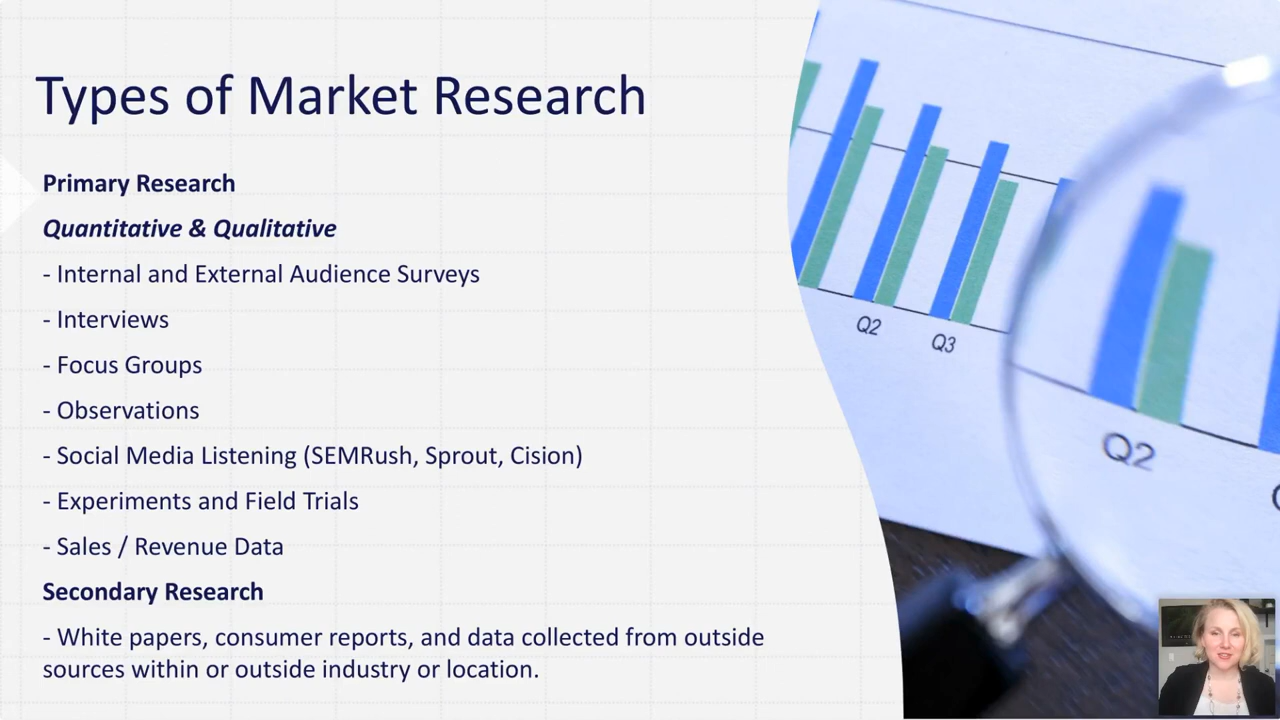 Types of Market Research
Primary Research
Quantitative & Qualitative
- Internal and External Audience Surveys
- Interviews
- Focus Groups
- Observations
- Social Media Listening (SEMRush, Sprout, Cision)
- Experiments and Field Trials
- Sales / Revenue Data
Secondary Research
- White papers, consumer reports, and data collected from outside
sources within or outside industry or location.
Q2
Q3
Q2